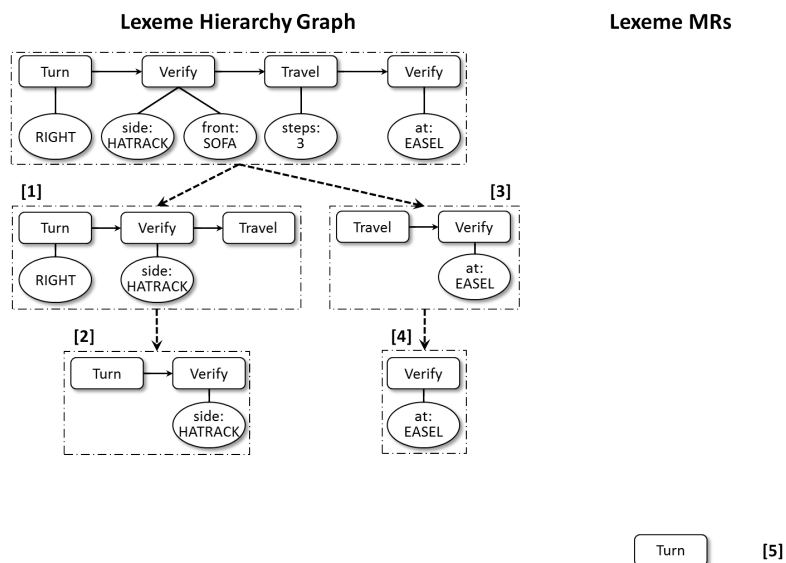 Lexeme Hierarchy Graph
Lexeme MRs
Turn
Verify
Travel
Verify
RIGHT
side:
HATRACK
front:
SOFA
steps:
3
at:
EASEL
[1]
[3]
Turn
Verify
Travel
Travel
Verify
RIGHT
side:
HATRACK
at:
EASEL
[2]
[4]
Turn
Verify
Verify
side:
HATRACK
at:
EASEL
Turn
[5]